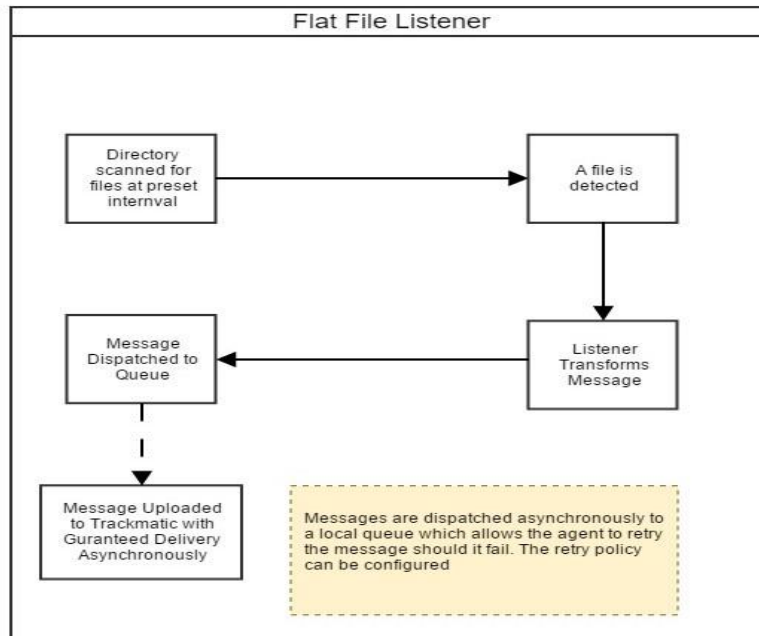 Flat File Listener
Directory
scanned for
files at preset
internval
A file is
detected
Listener
Transforms
Message
Message
Dispatched to
Queue
Message Uploaded
to Trackmatic with
Guranteed Delivery
Asynchronously
Messages are dispatched asynchronously to
a local queue which allows the agent to retry
the message should it fail. The retry policy
can be configured